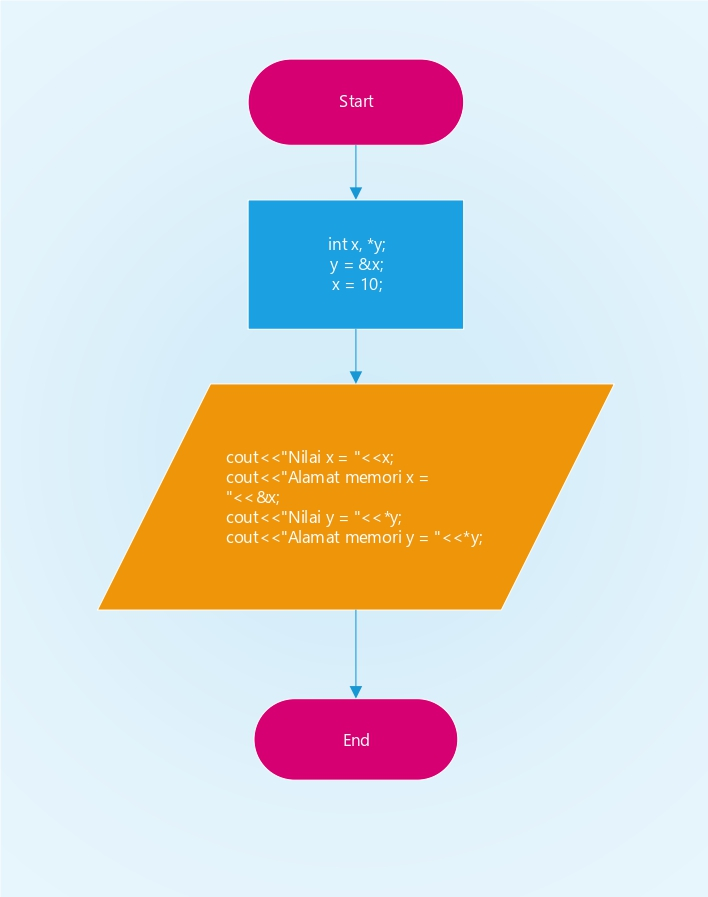 Start
int x, *y;
y = &x;
x = 10;
cout<<"Nilai x = "<<x;
cout<<"Alamat memori x =
"<<&x;
cout<<"Nilai y = "<<*y;
cout<<"Alamat memori y = "<<*y;
End